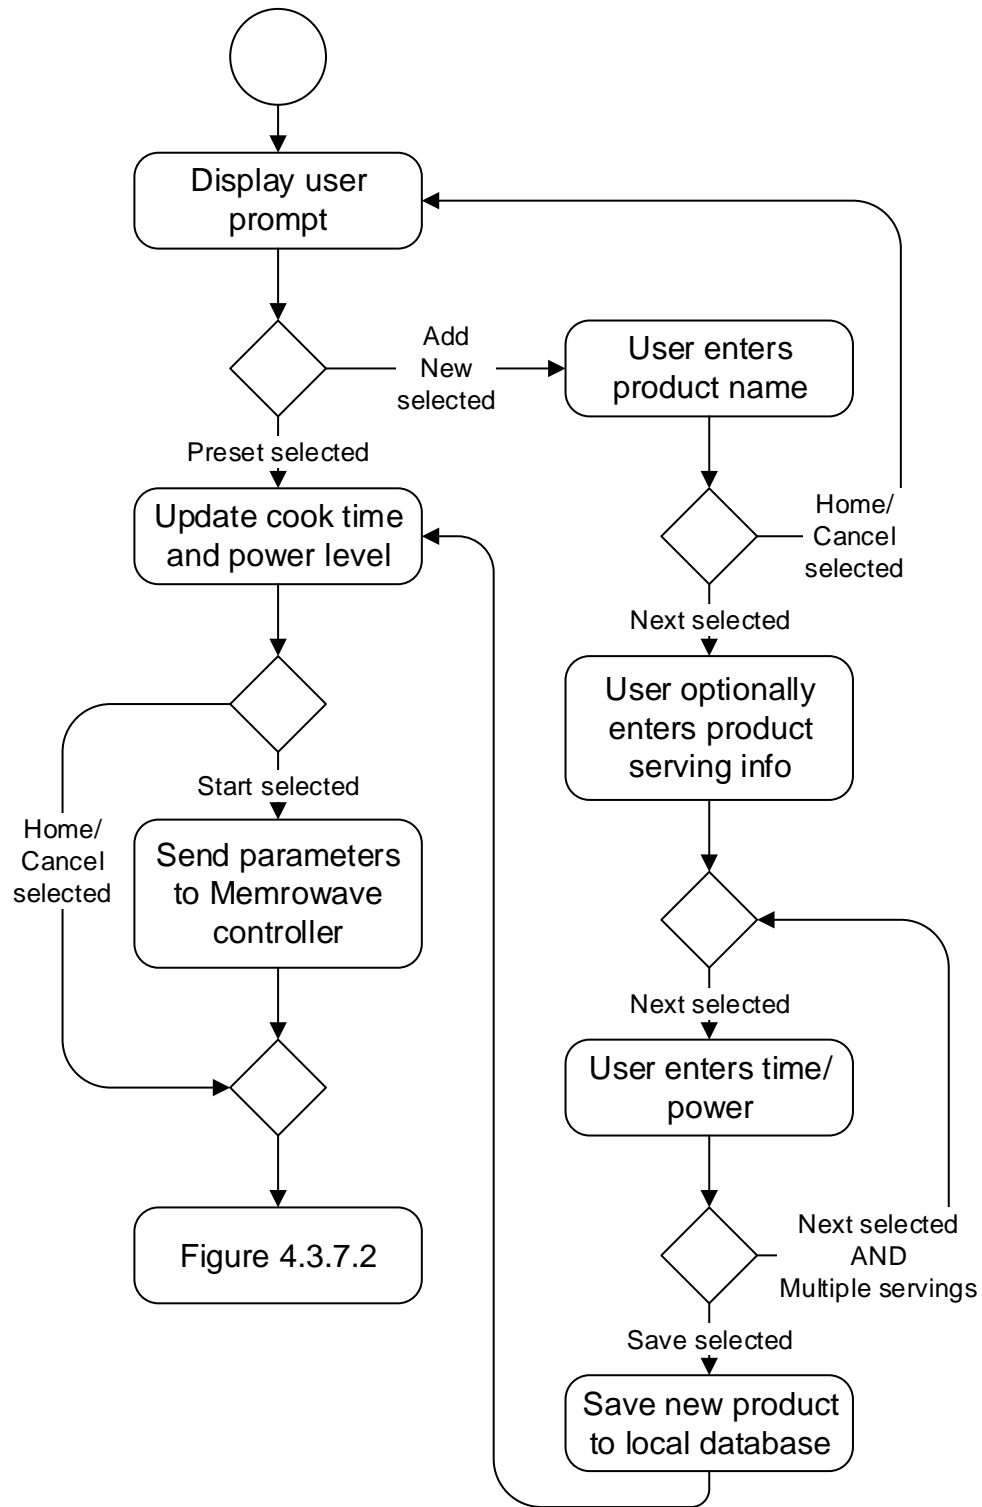 Display user
prompt
Add
New
selected
User enters
product name
Preset selected
Update cook time
and power level
Home/
Cancel
selected
Next selected
User optionally
enters product
serving info
Start selected
Home/
Cancel
selected
Send parameters
to Memrowave
controller
Next selected
User enters time/
power
Figure 4.3.7.2
Next selected
AND
Multiple servings
Save selected
Save new product
to local database